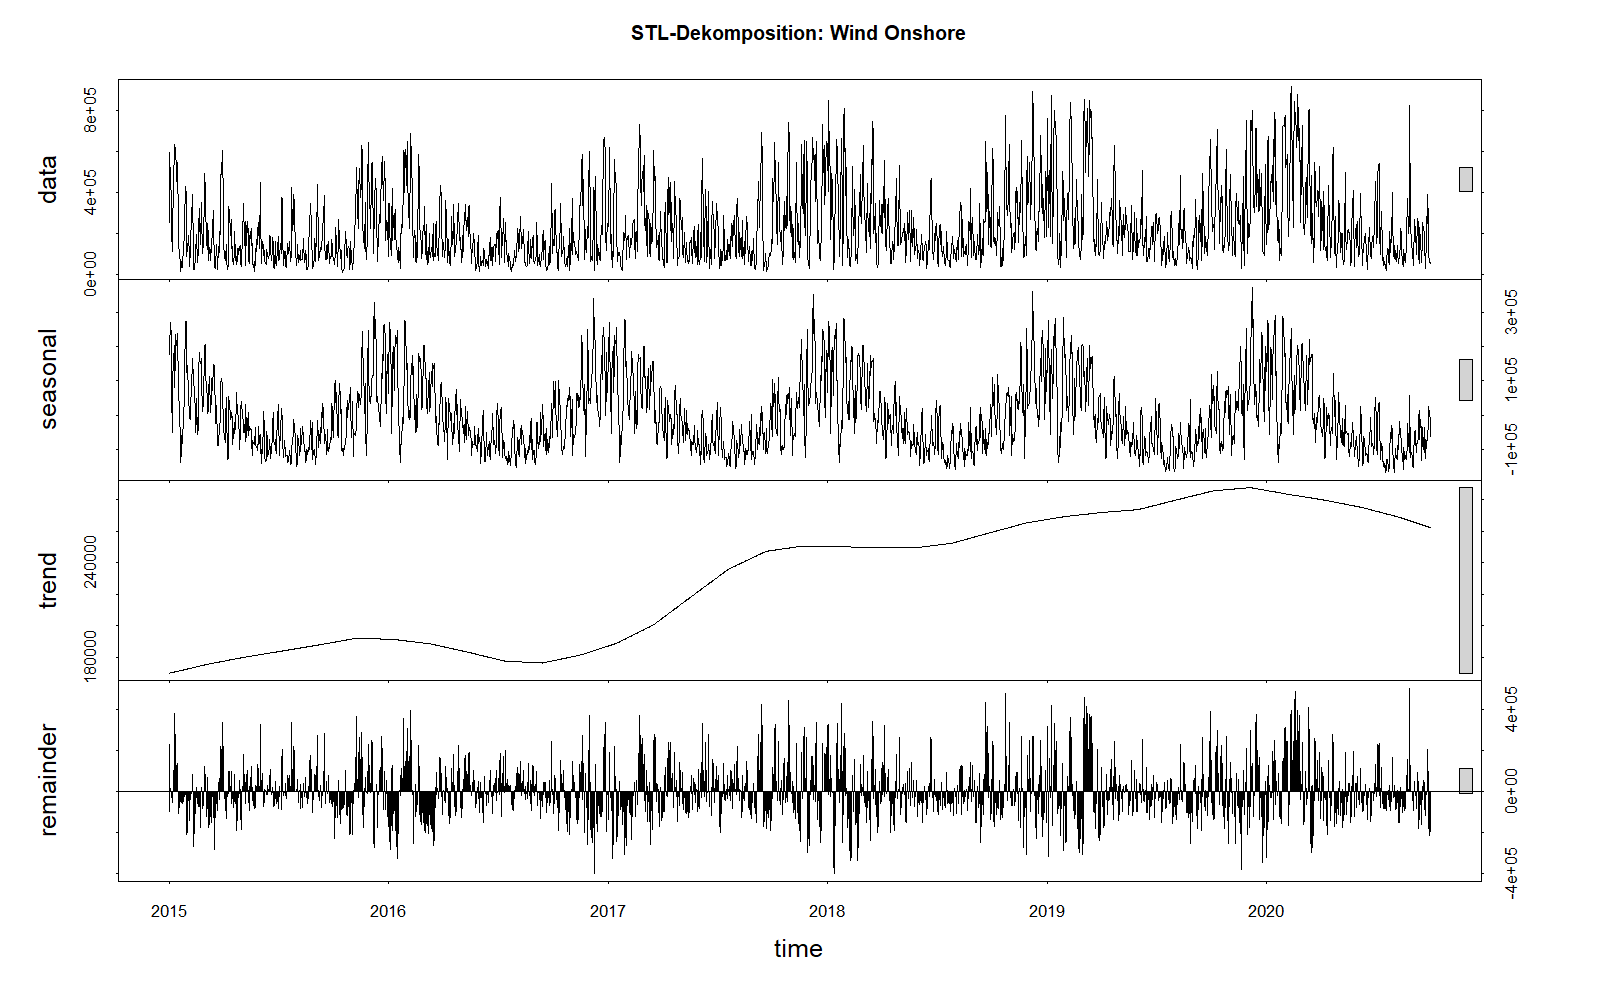 STL-Dekomposition: Wind Onshore
data
0e+00 4e+05 8e+05
seasonal
-1e+05 1e+05 3e+05
trend
180000 240000
remainder
-4e+05 0e+00 4e+05
2015 2016 2017 2018 2019 2020
time